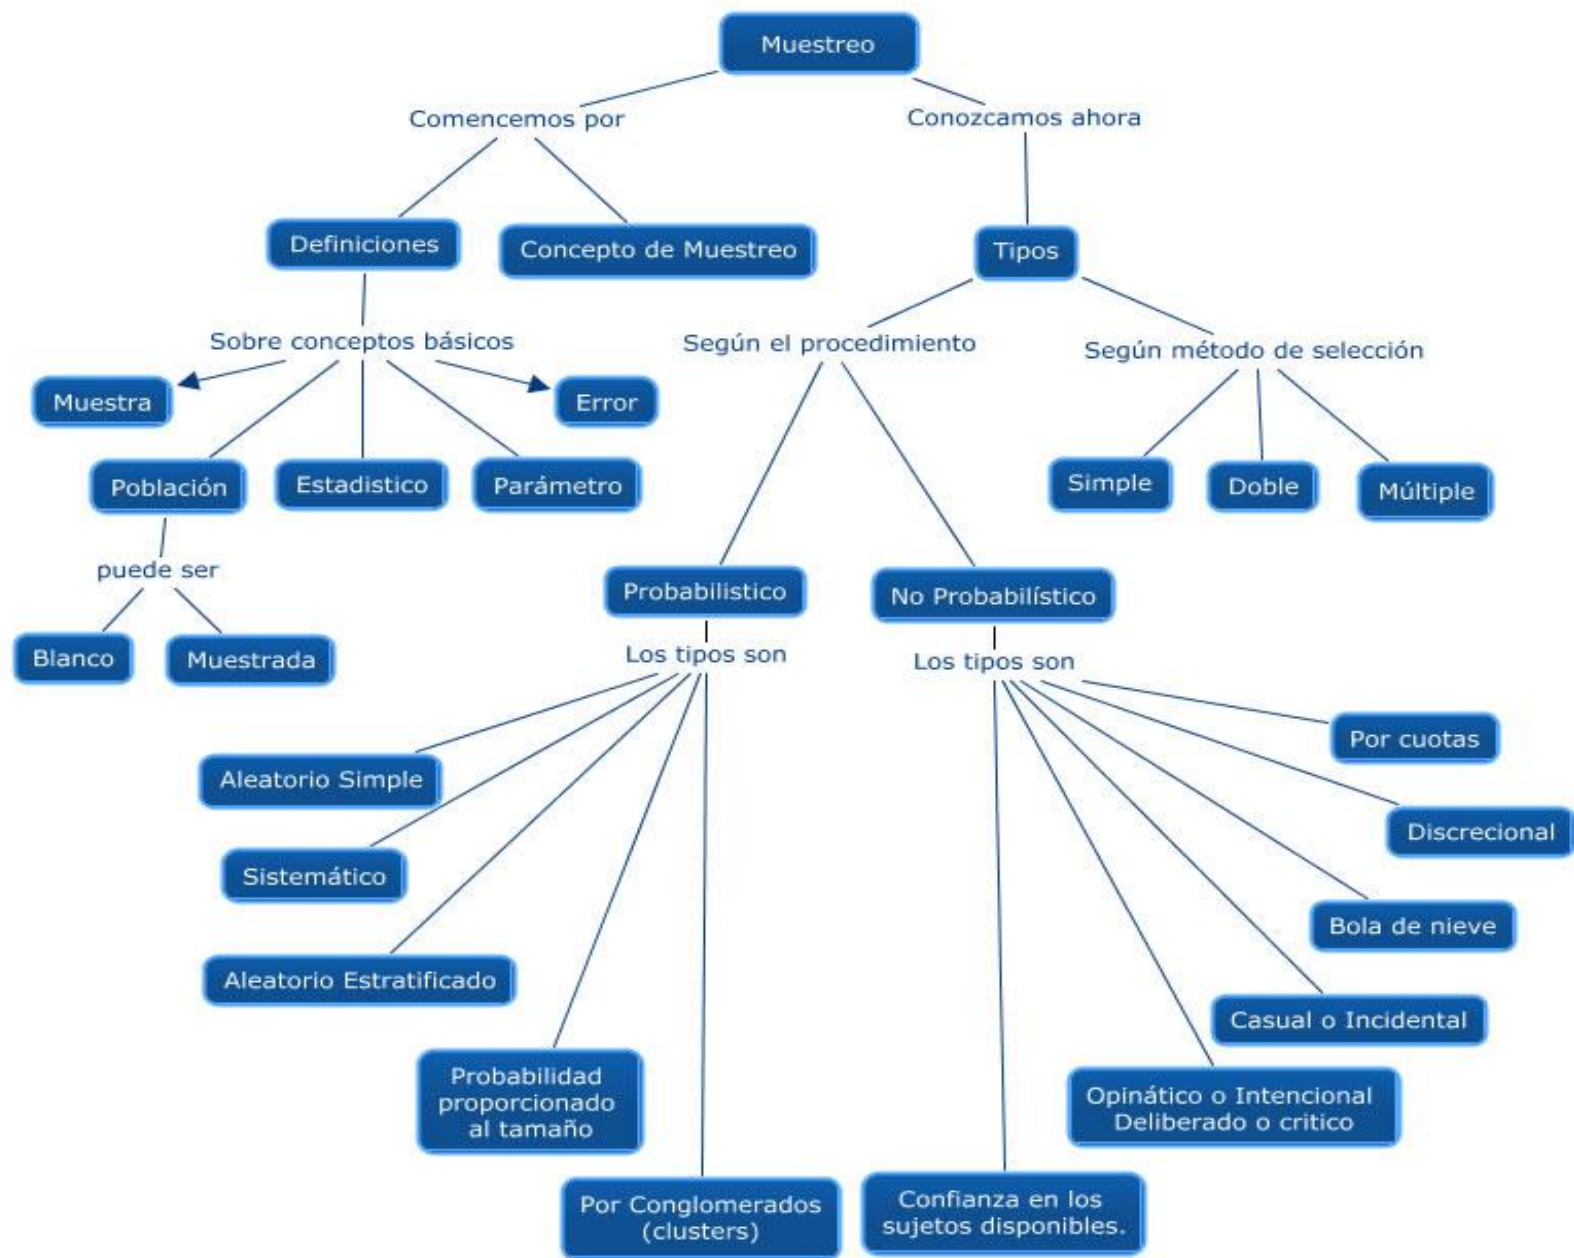 Muestreo
Comencemos por
Conozcamos ahora
Definiciones
Concepto de Muestreo
Tipos
Sobre conceptos básicos
Según el procedimiento
Según método de selección
Muestra
Error
Población
Estadistico
Parámetro
Simple
Doble
Múltiple
puede ser
Blanco
Muestrada
Probabilistico
No Probabilístico
Los tipos son
Los tipos son
Aleatorio Simple
Sistemático
Aleatorio Estratificado
Probabilidad
proporcionado
al tamaño
Por Conglomerados
(clusters)
Por cuotas
Discrecional
Bola de nieve
Casual o Incidental
Opinático o Intencional
Deliberado o critico
Confianza en los
sujetos disponibles.